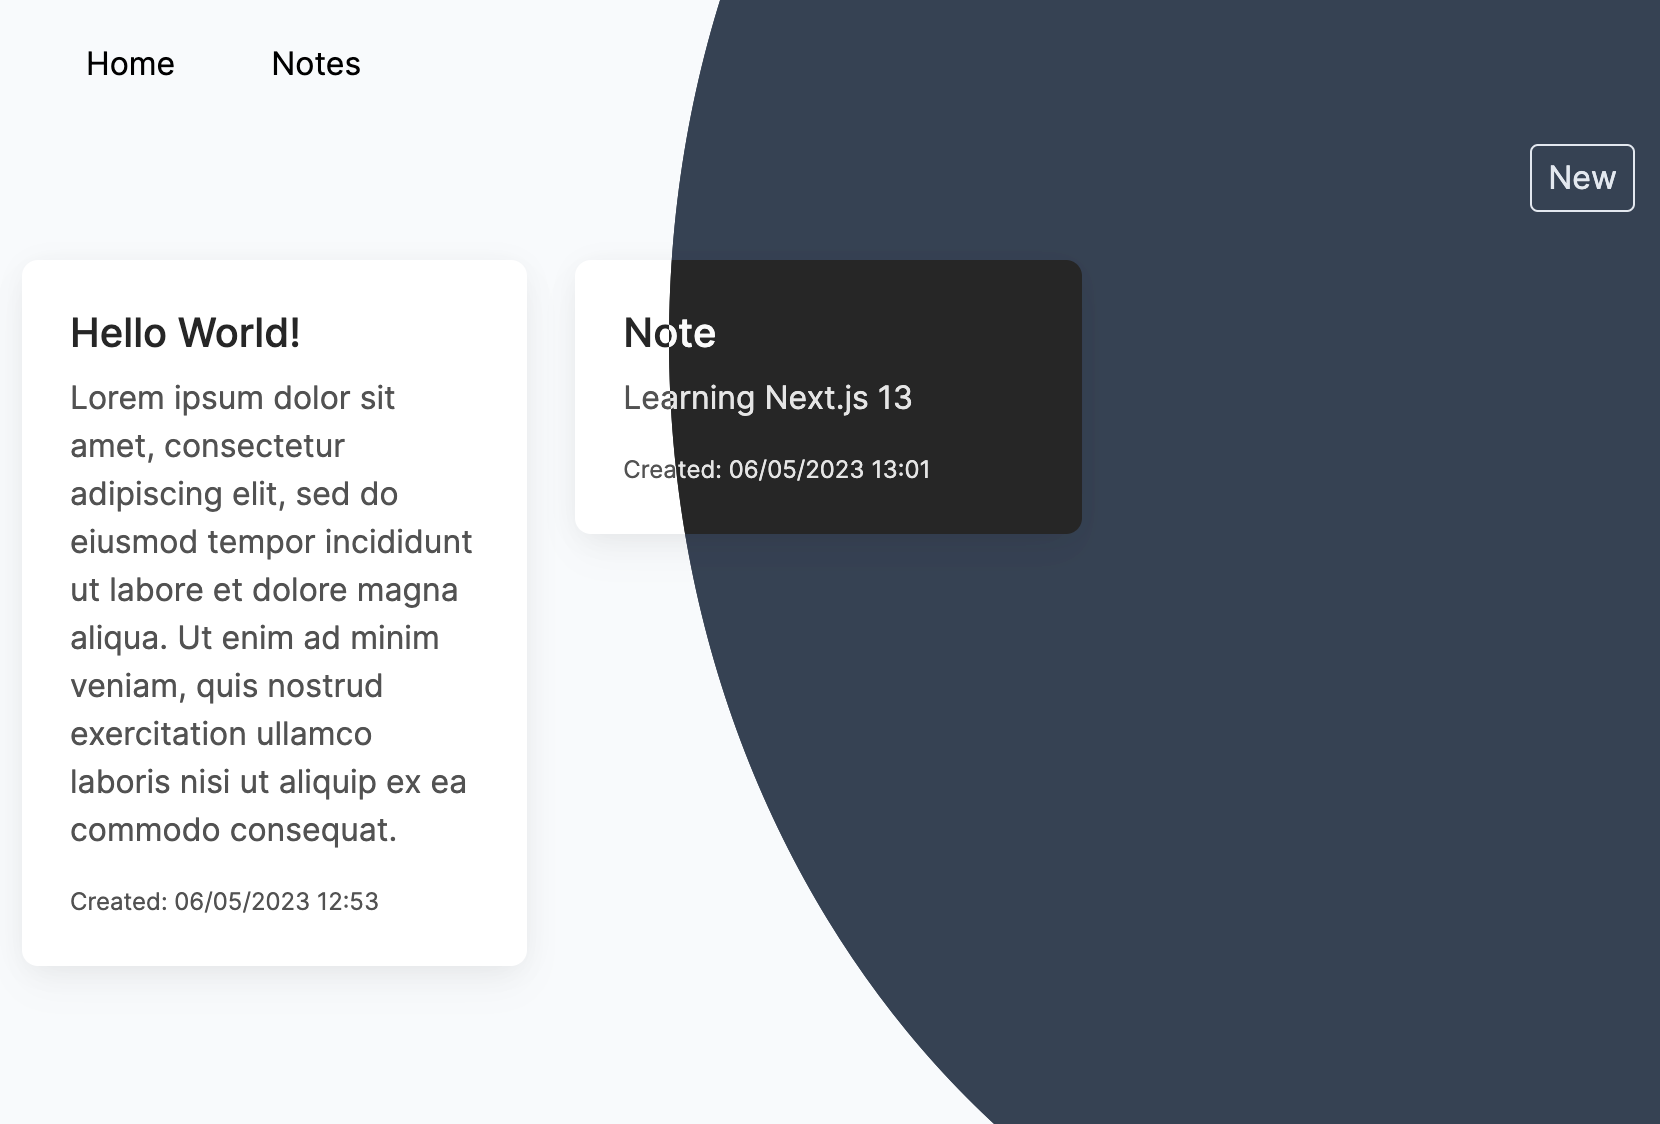 Home Notes
New
Hello World!
Lorem ipsum dolor sit
amet, consectetur
adipiscing elit, sed do
eiusmod tempor incididunt
ut labore et dolore magna
aliqua. Ut enim ad minim
veniam, quis nostrud
exercitation ullamco
laboris nisi ut aliquip ex ea
commodo consequat.
Created: 06/05/2023 12:53
Note
Learning Next.js 13
Created: 06/05/2023 13:01